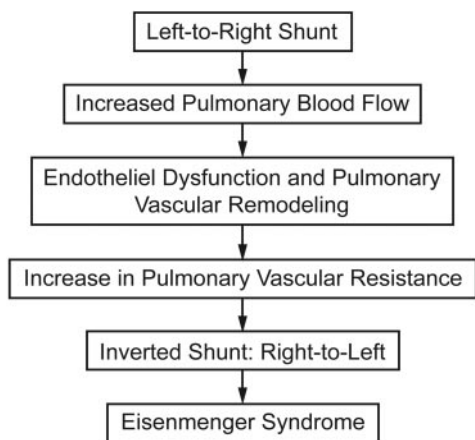 Left-to-Right Shunt
Increased Pulmonary Blood Flow
Endotheliel Dysfunction and Pulmonary
Vascular Remodeling
Increase in Pulmonary Vascular Resistance
Inverted Shunt: Right-to-Left
Eisenmenger Syndrome